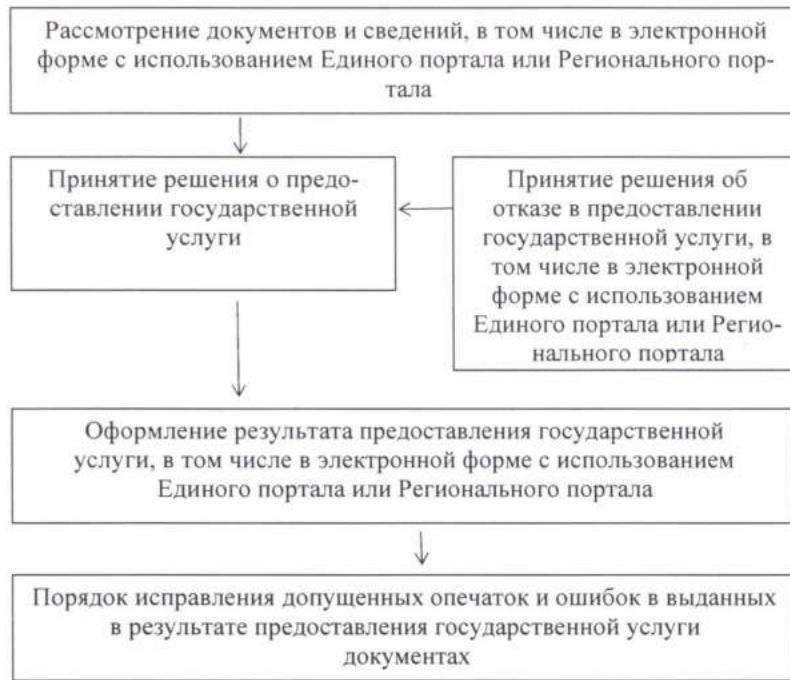 Рассмотрение документов и сведений, в том числе в электронной
форме с использованием Единого портала или Регионального пор-
тала
Принятие решения о предо-
ставлении государственной
услуги
Принятие решения об
отказе в предоставлении
государственной услуги, в
том числе в электронной
форме с использованием
Единого портала или Регио-
нального портала
Оформление результата предоставления государственной
услуги, в том числе в электронной форме с использованием
Единого портала или Регионального портала
Порядок исправления допущенных опечаток и ошибок в выданных
в результате предоставления государственной услуги
документах